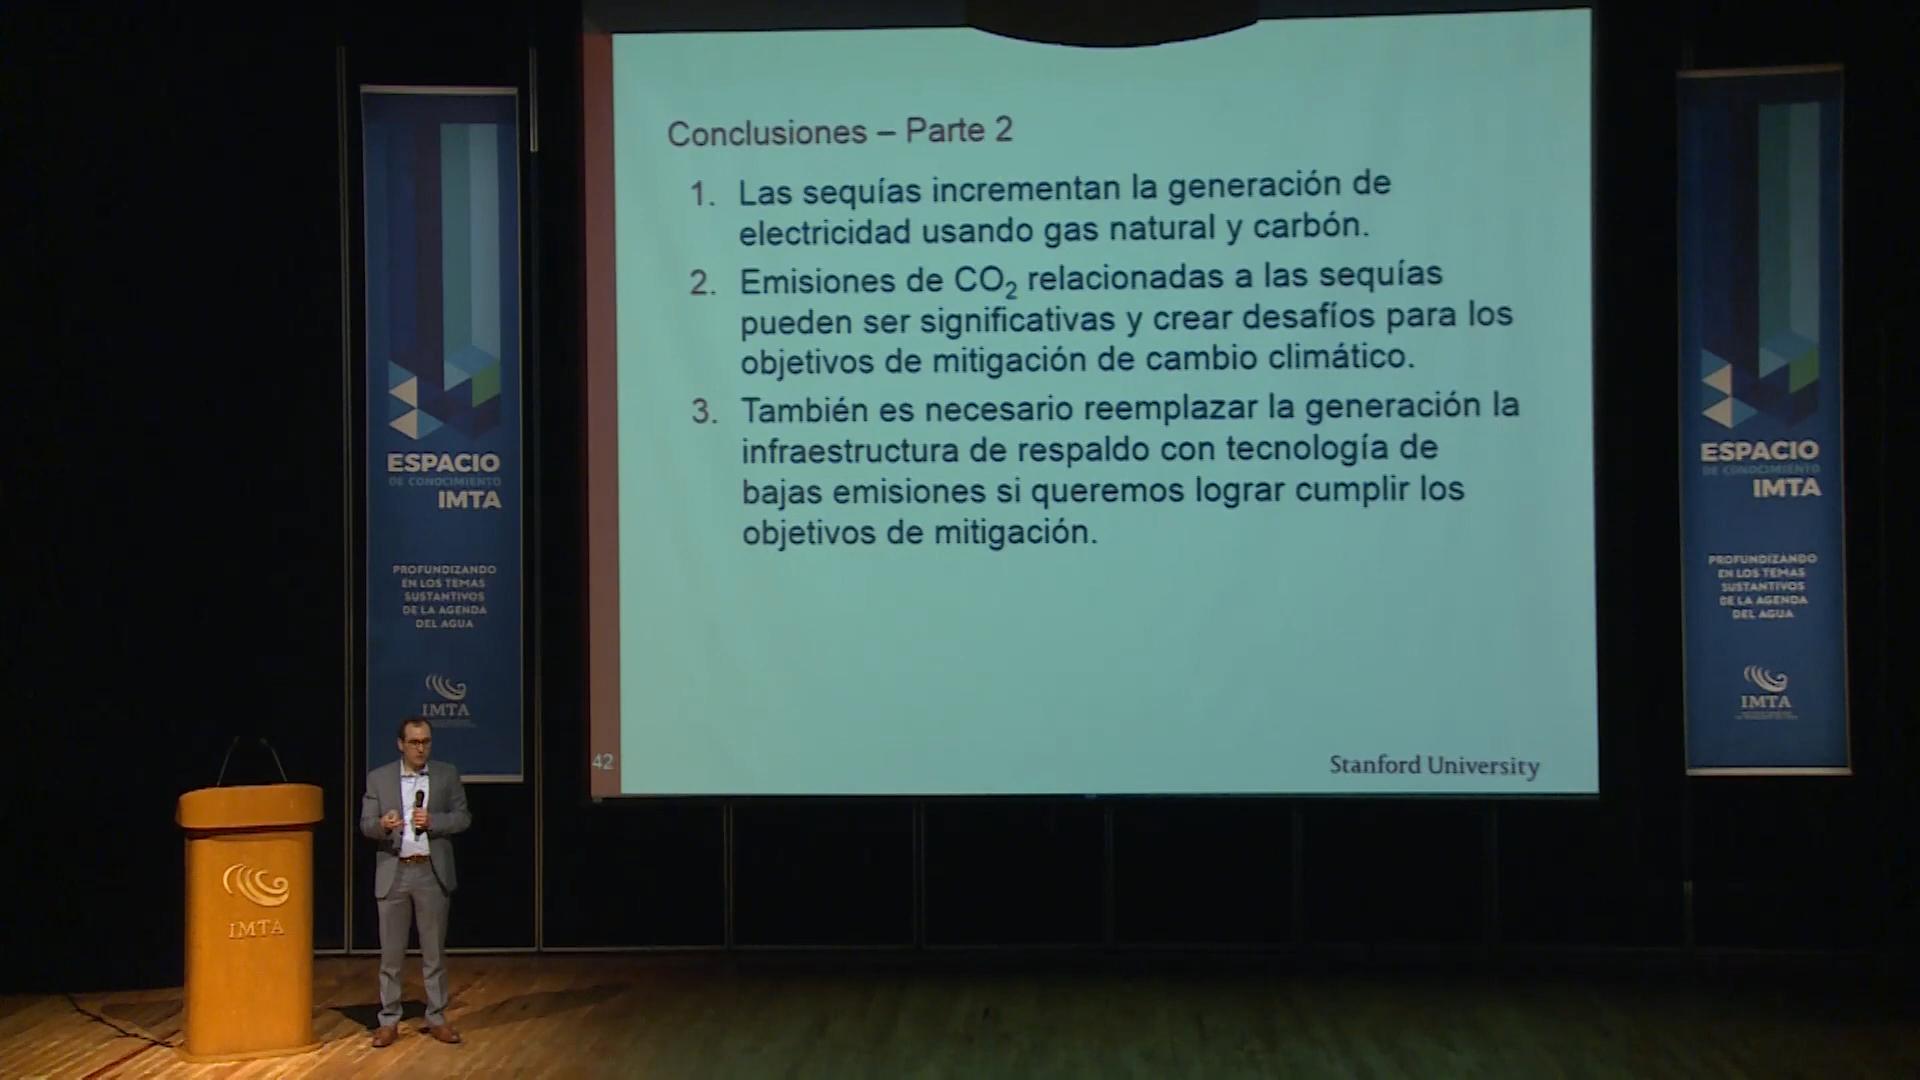 Conclusiones – Parte 2
1. Las sequías incrementan la generación de
electricidad usando gas natural y carbón.
2. Emisiones de CO₂ relacionadas a las sequías
pueden ser significativas y crear desafíos para los
objetivos de mitigación de cambio climático.
3. También es necesario reemplazar la generación la
infraestructura de respaldo con tecnología de
bajas emisiones si queremos lograr cumplir los
objetivos de mitigación.
42
Stanford University
ESPACIO
DE CONOCIMIENTO
IMTA
PROFUNDIZANDO
EN LOS TEMAS
SUSTANTIVOS
DE LA AGENDA
DEL AGUA
IMTA
ESPACIO
DE CONOCIMIENTO
IMTA
PROFUNDIZANDO
EN LOS TEMAS
SUSTANTIVOS
DE LA AGENDA
DEL AGUA
IMTA
IMTA